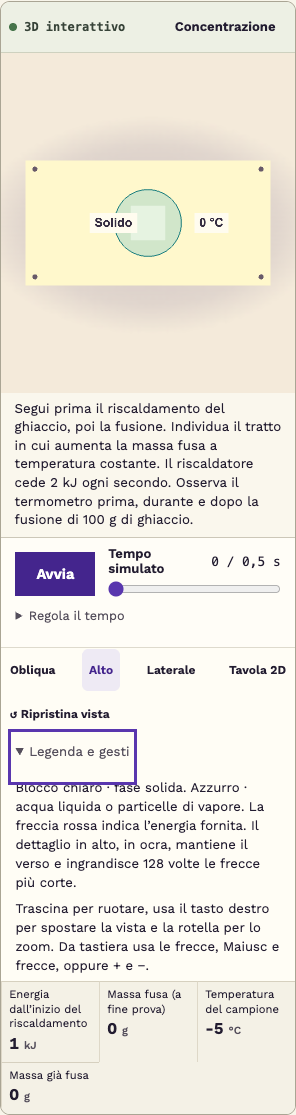 3D interattivo
Concentrazione
Solido
0 °C
Segui prima il riscaldamento del
ghiaccio, poi la fusione. Individua il tratto
in cui aumenta la massa fusa a
temperatura costante. Il riscaldatore
cede 2 kJ ogni secondo. Osserva il
termometro prima, durante e dopo la
fusione di 100 g di ghiaccio.
Avvia
Tempo
simulato
0 / 0,5 s
▶ Regola il tempo
Obliqua
Alto
Laterale
Tavola 2D
↺ Ripristina vista
▼ Legenda e gesti
Blocco chiaro · fase solida. Azzurro ·
acqua liquida o particelle di vapore. La
freccia rossa indica l’energia fornita. Il
dettaglio in alto, in ocra, mantiene il
verso e ingrandisce 128 volte le frecce
più corte.
Trascina per ruotare, usa il tasto destro
per spostare la vista e la rotella per lo
zoom. Da tastiera usa le frecce, Maiusc e
frecce, oppure + e −.
Energia
dall’inizio del
riscaldamento
1 kJ
Massa fusa (a
fine prova)
0 g
Temperatura
del campione
-5 °C
Massa già fusa
0 g